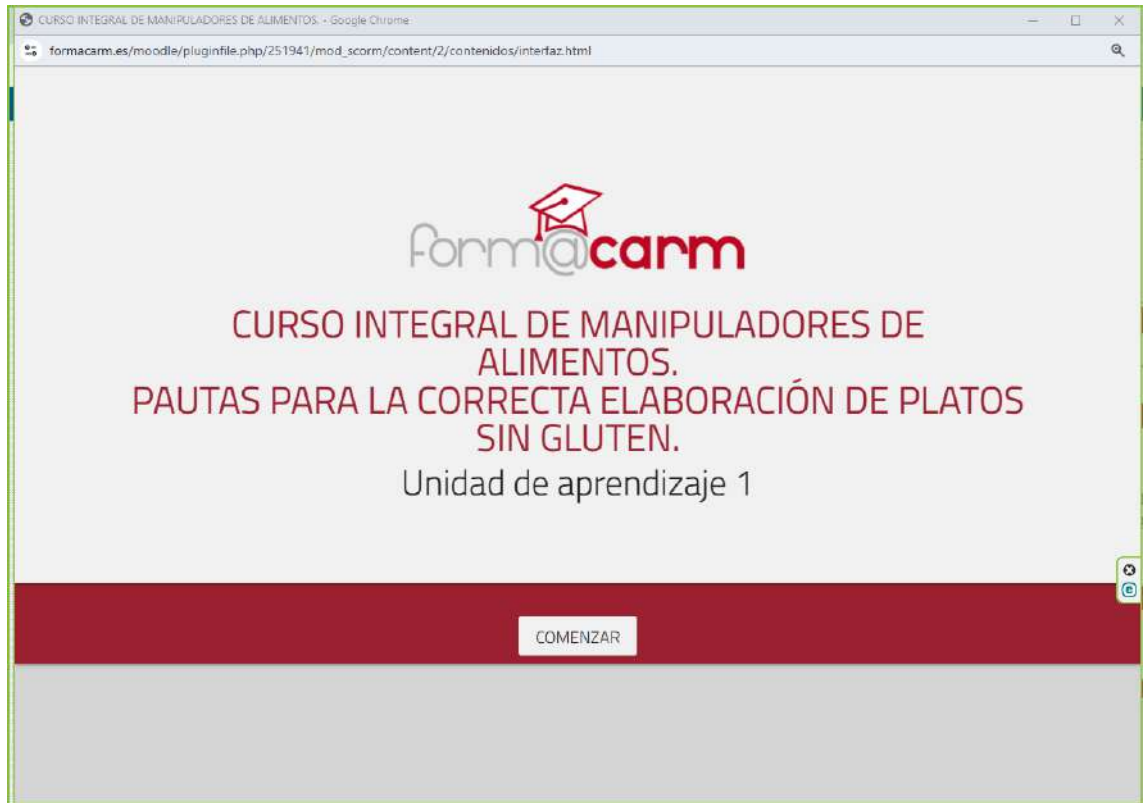 CURSO INTEGRAL DE MANIPULADORES DE ALIMENTOS. - Google Chrome
formacarm.es/moodle/pluginfile.php/251941/mod_scorm/content/2/contenidos/interfaz.html
form@carm
CURSO INTEGRAL DE MANIPULADORES DE
ALIMENTOS.
PAUTAS PARA LA CORRECTA ELABORACIÓN DE PLATOS
SIN GLUTEN.
Unidad de aprendizaje 1
COMENZAR